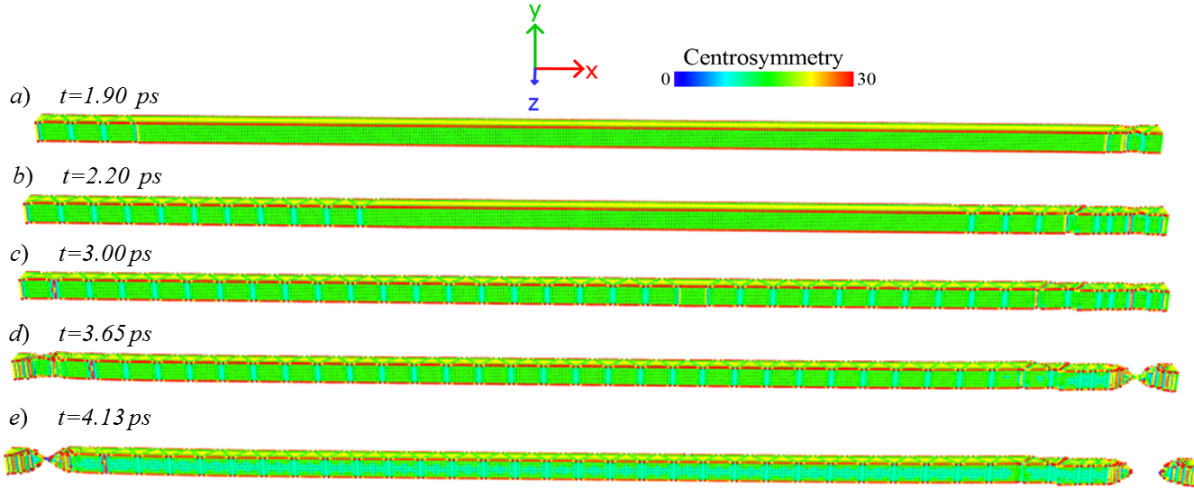 y
x
z
Centrosymmetry
0 30
a) t=1.90 ps
b) t=2.20 ps
c) t=3.00 ps
d) t=3.65 ps
e) t=4.13 ps